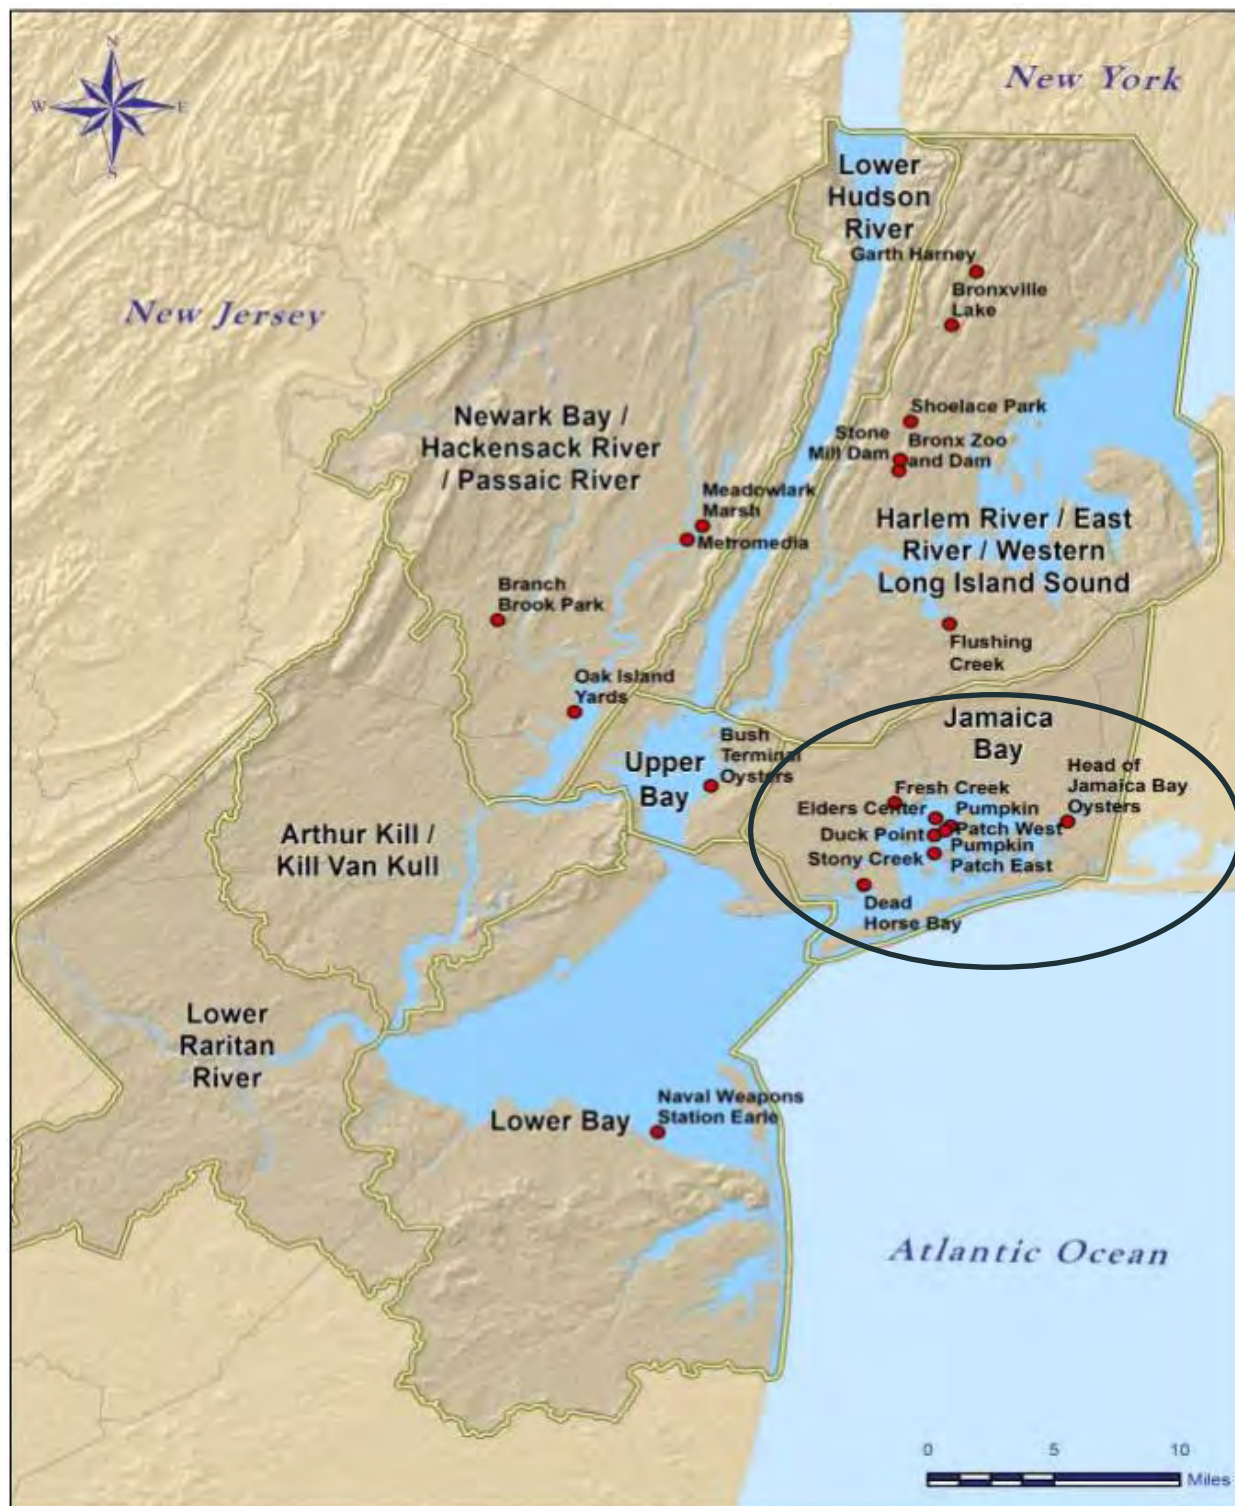 N
W
E
S
New York
New Jersey
Lower
Hudson
River
Garth Harney
Bronxville
Lake
Shoelace Park
Stone
Mill Dam
Bronx Zoo
and Dam
Newark Bay /
Hackensack River
/ Passaic River
Meadowlark
Marsh
Metromedia
Harlem River / East
River / Western
Long Island Sound
Branch
Brook Park
Flushing
Creek
Oak Island
Yards
Jamaica
Bay
Bush
Terminal
Oysters
Upper
Bay
Head of
Jamaica Bay
Oysters
Fresh Creek
Elders Center
Pumpkin
Patch West
Duck Point
Pumpkin
Patch East
Stony Creek
Dead
Horse Bay
Arthur Kill /
Kill Van Kull
Lower
Raritan
River
Naval Weapons
Station Earle
Lower Bay
Atlantic Ocean
0 5 10
Miles